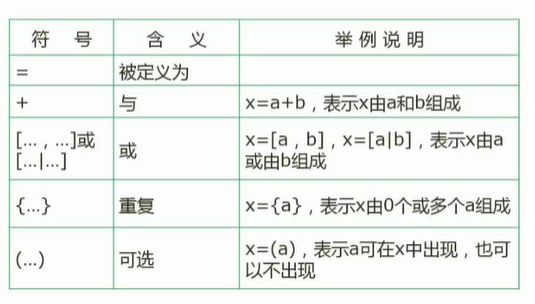 符 号 含 义 举例说明
= 被定义为
+ 与 x=a+b，表示x由a和b组成
[... , ...]或
[...|...]
或
x=[a , b]，x=[a|b]，表示x由a
或由b组成
{...} 重复 x={a}，表示x由0个或多个a组成
(...) 可选
x=(a)，表示a可在x中出现，也可
以不出现